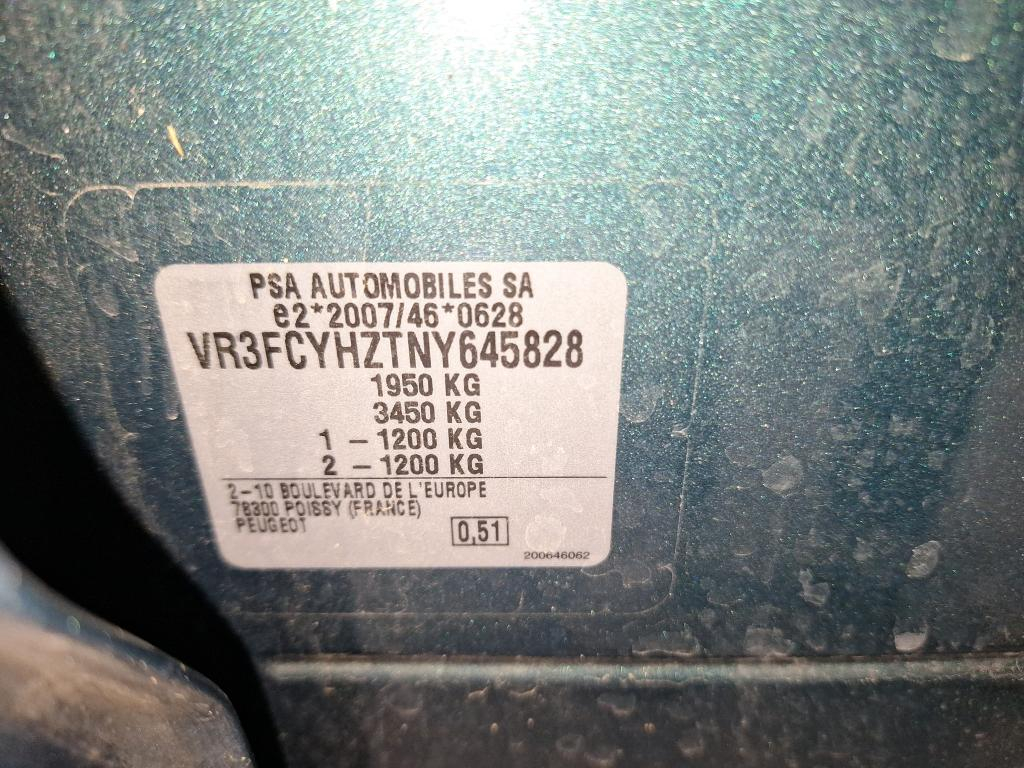 PSA AUTOMOBILES SA
e2*2007/46*0628
VR3FCYHZTNY645828
1950 KG
3450 KG
1 – 1200 KG
2 – 1200 KG
2-10 BOULEVARD DE L'EUROPE
78300 POISSY (FRANCE)
PEUGEOT
0,51
200646062